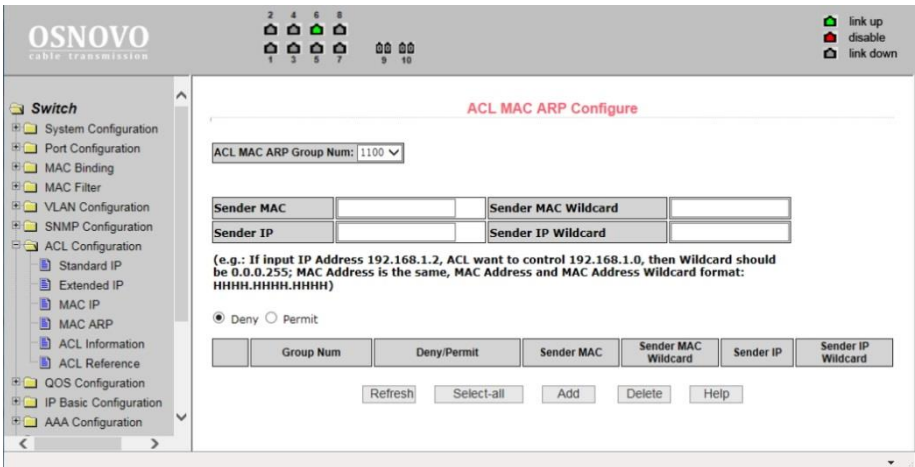 OSNOVO
cable transmission
2 4 6 8
1 3 5 7 9 10
link up
disable
link down
Switch
System Configuration
Port Configuration
MAC Binding
MAC Filter
VLAN Configuration
SNMP Configuration
ACL Configuration
Standard IP
Extended IP
MAC IP
MAC ARP
ACL Information
ACL Reference
QOS Configuration
IP Basic Configuration
AAA Configuration
ACL MAC ARP Configure
ACL MAC ARP Group Num: 1100
Sender MAC Sender MAC Wildcard
Sender IP Sender IP Wildcard
(e.g.: If input IP Address 192.168.1.2, ACL want to control 192.168.1.0, then Wildcard should
be 0.0.0.255; MAC Address is the same, MAC Address and MAC Address Wildcard format:
HHHH.HHHH.HHHH)
Deny Permit
Group Num Deny/Permit Sender MAC Sender MAC Wildcard Sender IP Sender IP Wildcard
Refresh Select-all Add Delete Help